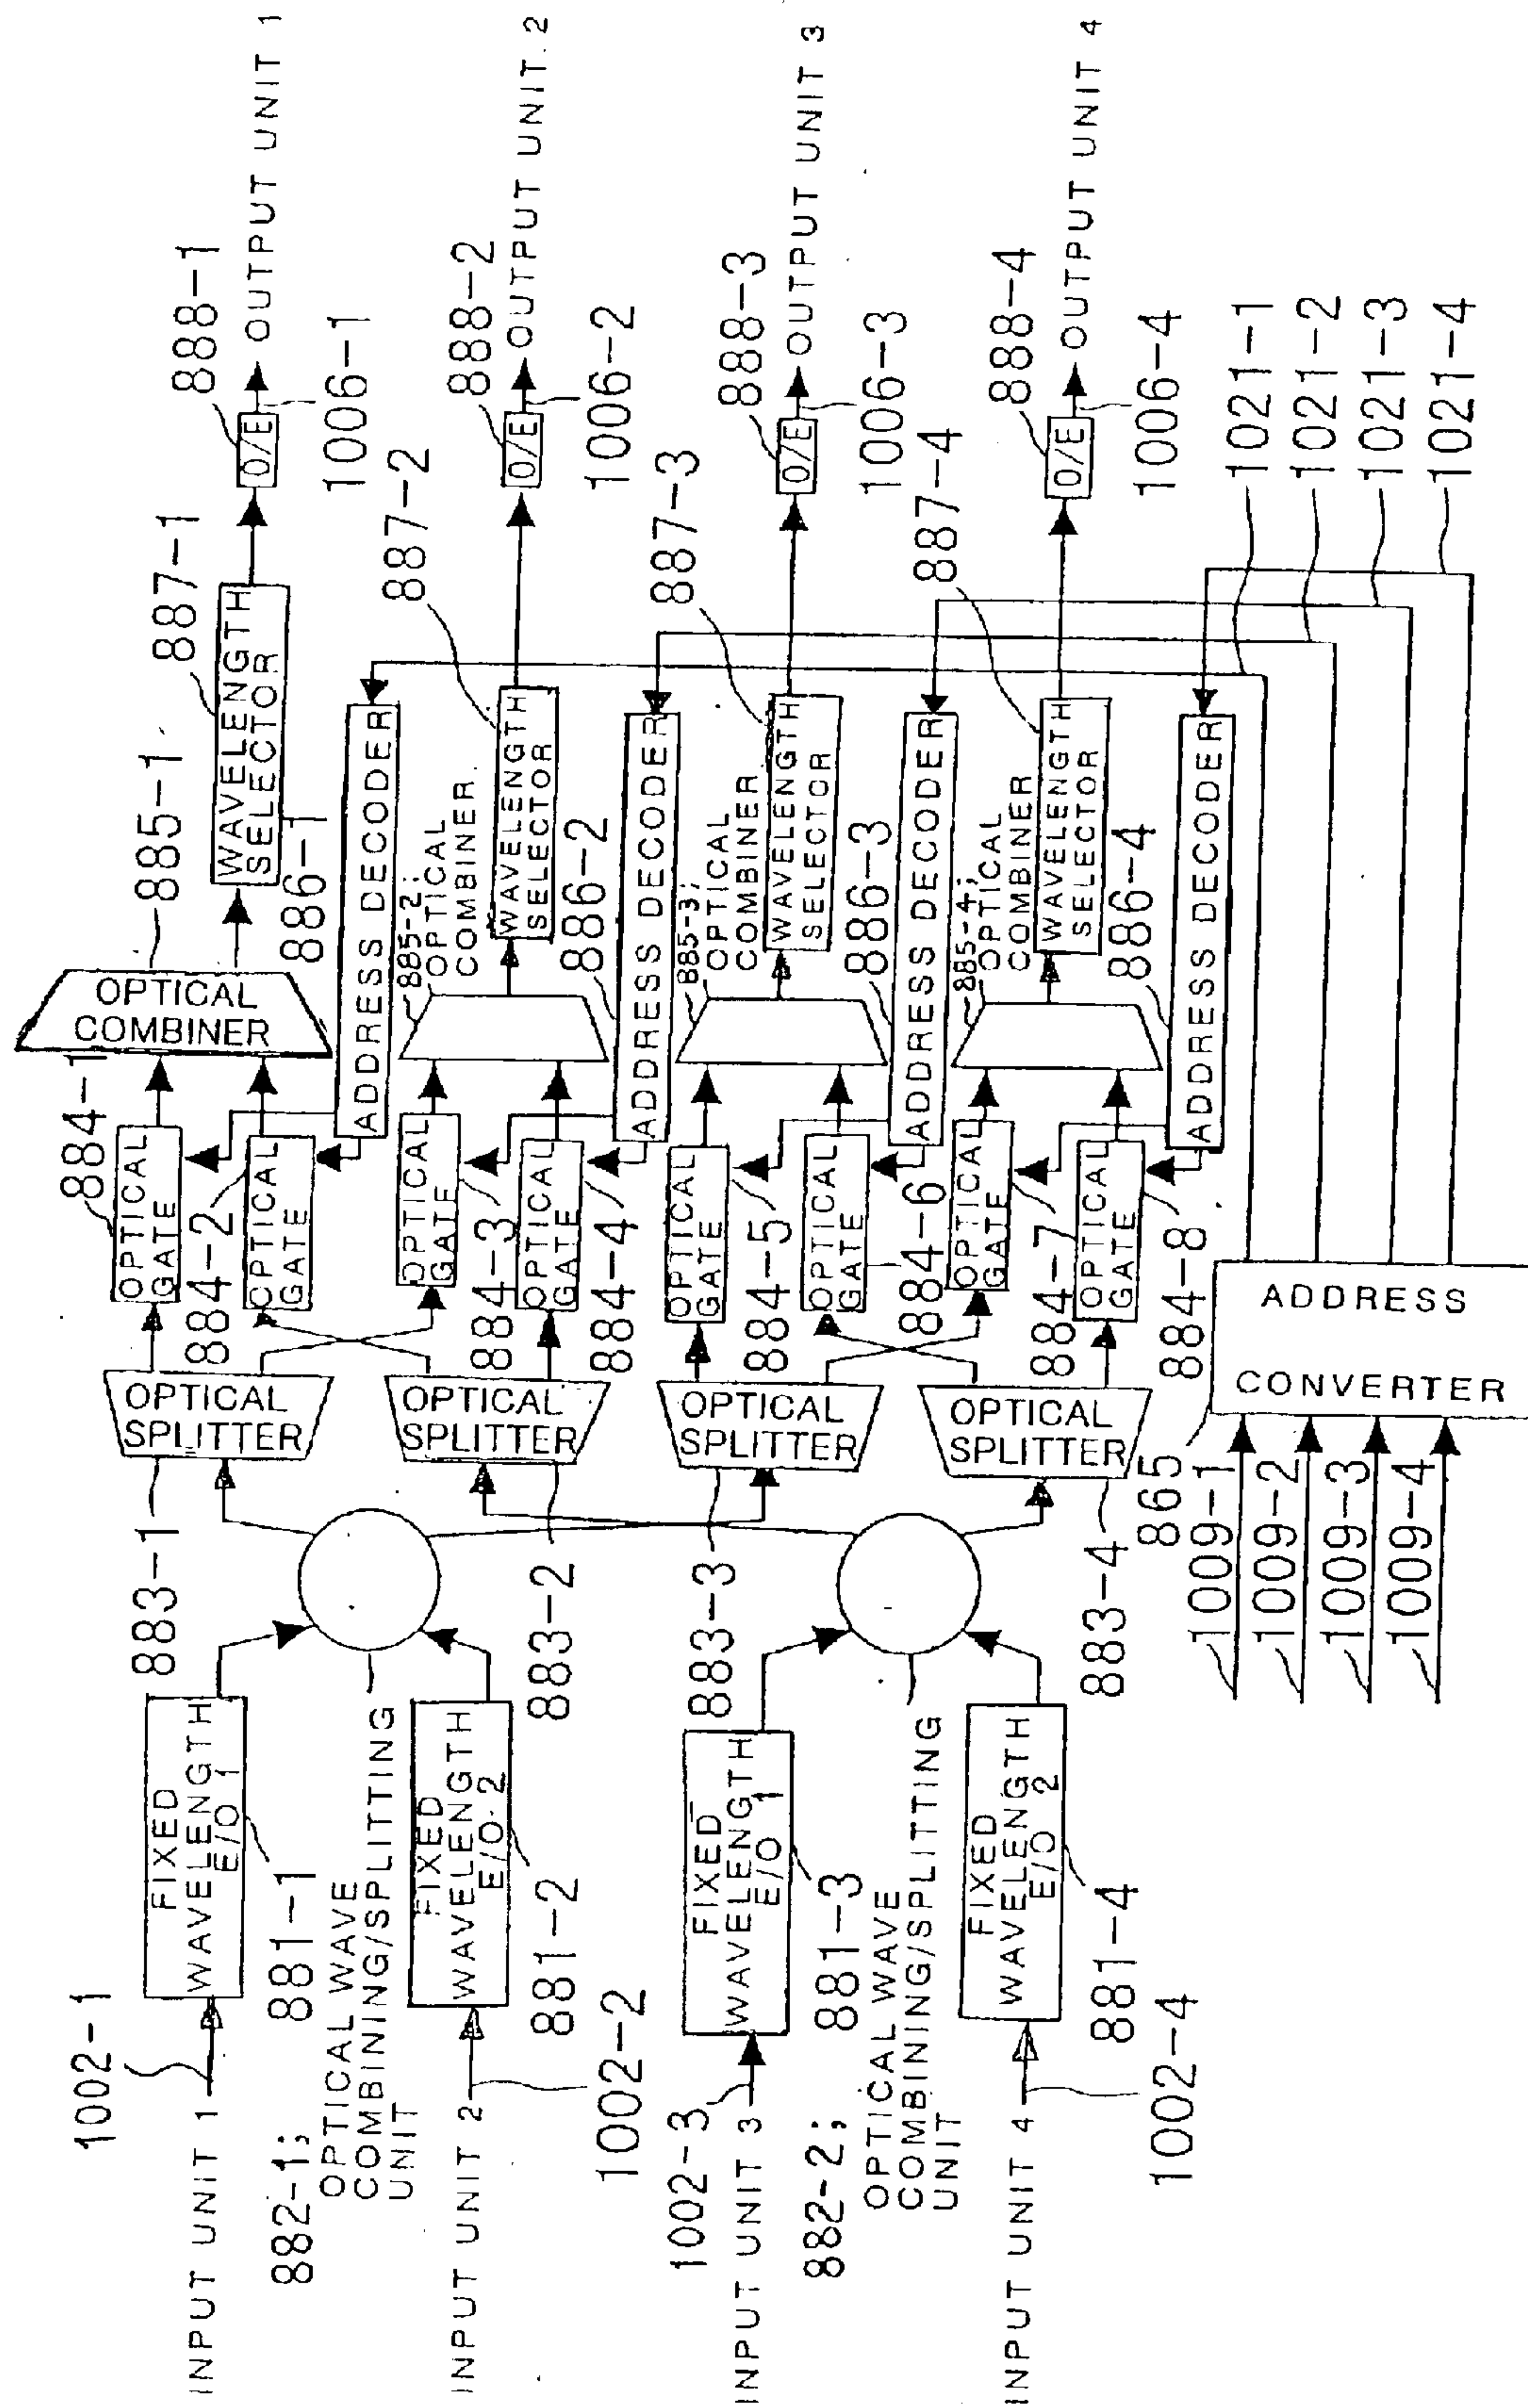 INPUT UNIT 1
1002-1
FIXED
WAVELENGTH
E/O 1
881-1
882-1;
OPTICAL WAVE
COMBINING/SPLITTING
UNIT
INPUT UNIT 2
1002-2
FIXED
WAVELENGTH
E/O 2
881-2
INPUT UNIT 3
1002-3
FIXED
WAVELENGTH
E/O 1
881-3
882-2;
OPTICAL WAVE
COMBINING/SPLITTING
UNIT
INPUT UNIT 4
1002-4
FIXED
WAVELENGTH
E/O 2
881-4
883-1
OPTICAL
SPLITTER
883-2
OPTICAL
SPLITTER
883-3
OPTICAL
SPLITTER
883-4
OPTICAL
SPLITTER
884-1
OPTICAL
GATE
884-2
OPTICAL
GATE
884-3
OPTICAL
GATE
884-4
OPTICAL
GATE
884-5
OPTICAL
GATE
884-6
OPTICAL
GATE
884-7
OPTICAL
GATE
884-8
OPTICAL
GATE
885-1
OPTICAL
COMBINER
886-1
ADDRESS DECODER
885-2;
OPTICAL
COMBINER
886-2
ADDRESS DECODER
885-3;
OPTICAL
COMBINER
886-3
ADDRESS DECODER
885-4;
OPTICAL
COMBINER
886-4
ADDRESS DECODER
887-1
WAVELENGTH
SELECTOR
887-2
WAVELENGTH
SELECTOR
887-3
WAVELENGTH
SELECTOR
887-4
WAVELENGTH
SELECTOR
888-1
O/E
1006-1
OUTPUT UNIT 1
888-2
O/E
1006-2
OUTPUT UNIT 2
888-3
O/E
1006-3
OUTPUT UNIT 3
888-4
O/E
1006-4
OUTPUT UNIT 4
865
ADDRESS
CONVERTER
1009-1
1009-2
1009-3
1009-4
1021-1
1021-2
1021-3
1021-4